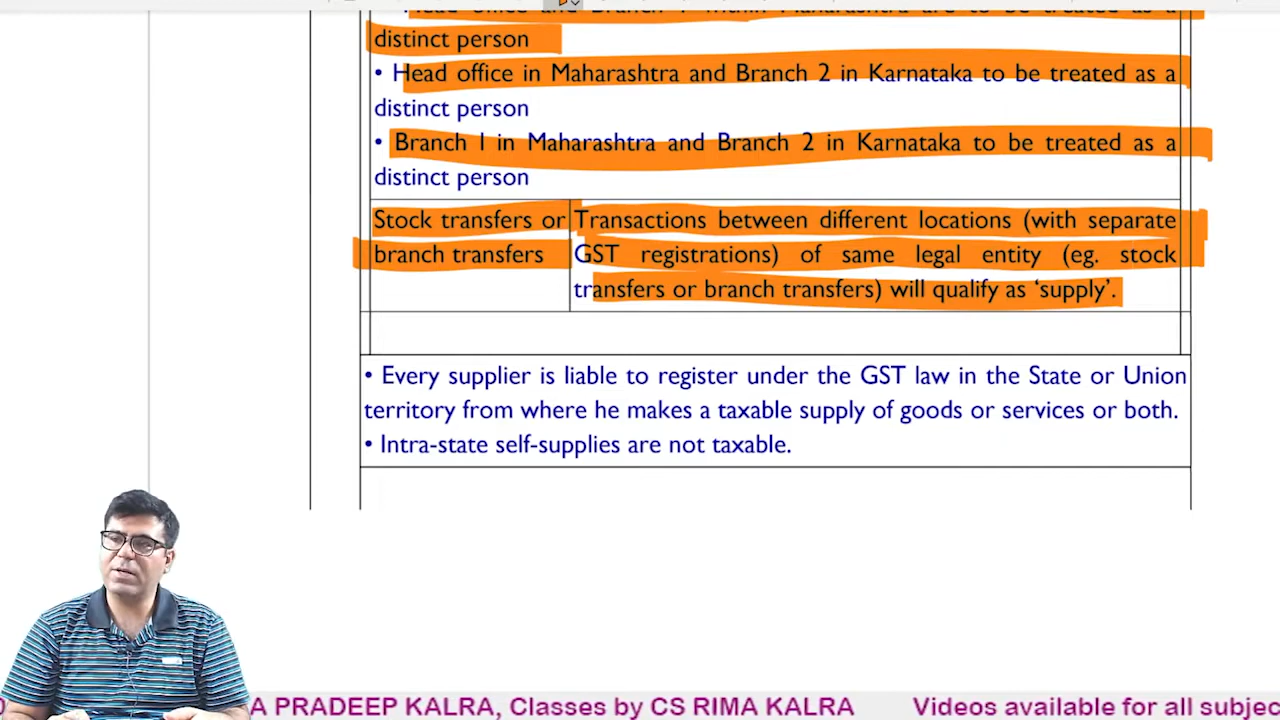 distinct person
• Head office in Maharashtra and Branch 2 in Karnataka to be treated as a
distinct person
• Branch 1 in Maharashtra and Branch 2 in Karnataka to be treated as a
distinct person
Stock transfers or
branch transfers
Transactions between different locations (with separate
GST registrations) of same legal entity (eg. stock
transfers or branch transfers) will qualify as ‘supply’.
• Every supplier is liable to register under the GST law in the State or Union
territory from where he makes a taxable supply of goods or services or both.
• Intra-state self-supplies are not taxable.
A PRADEEP KALRA, Classes by CS RIMA KALRA Videos available for all